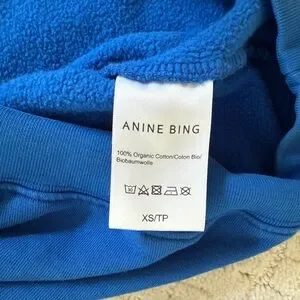 ANINE BING
100% Organic Cotton/Coton Bio/
Biobaumwolle
XS/TP